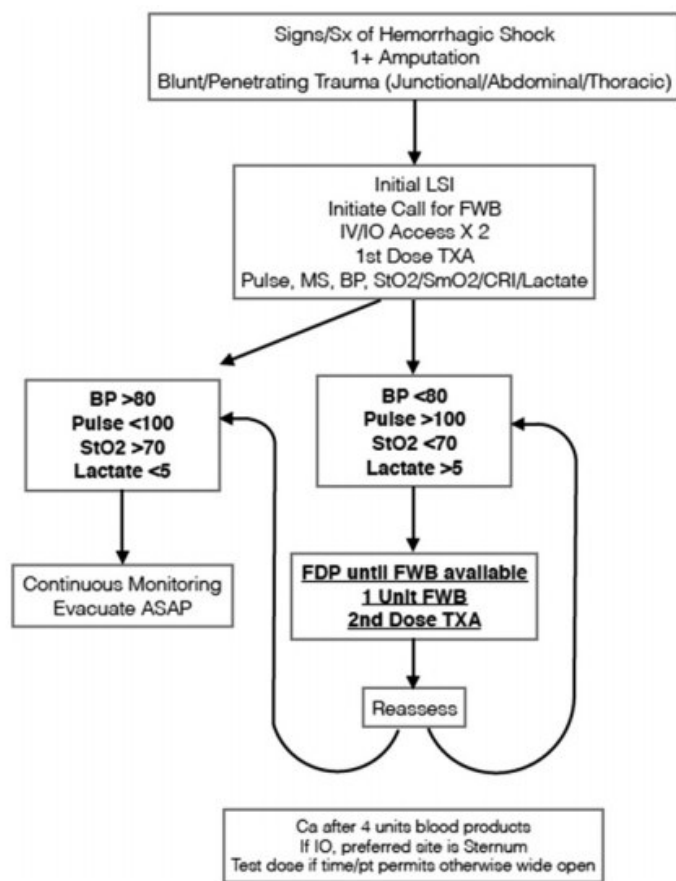 Signs/Sx of Hemorrhagic Shock
1+ Amputation
Blunt/Penetrating Trauma (Junctional/Abdominal/Thoracic)
Initial LSI
Initiate Call for FWB
IV/IO Access X 2
1st Dose TXA
Pulse, MS, BP, StO2/SmO2/CRI/Lactate
BP >80
Pulse <100
StO2 >70
Lactate <5
BP <80
Pulse >100
StO2 <70
Lactate >5
Continuous Monitoring
Evacuate ASAP
FDP until FWB available
1 Unit FWB
2nd Dose TXA
Reassess
Ca after 4 units blood products
If IO, preferred site is Sternum
Test dose if time/pt permits otherwise wide open